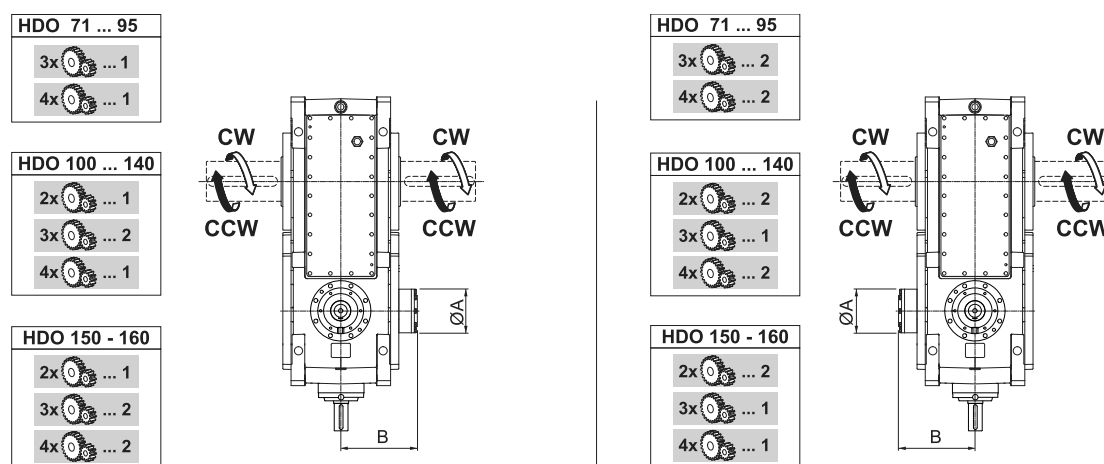 HDO 71 ... 95
3x ... 1
4x ... 1
HDO 100 ... 140
2x ... 1
3x ... 2
4x ... 1
HDO 150 - 160
2x ... 1
3x ... 2
4x ... 2
CW
CW
CCW
CCW
ØA
B
HDO 71 ... 95
3x ... 2
4x ... 2
HDO 100 ... 140
2x ... 2
3x ... 1
4x ... 2
HDO 150 - 160
2x ... 2
3x ... 1
4x ... 1
CW
CW
CCW
CCW
ØA
B